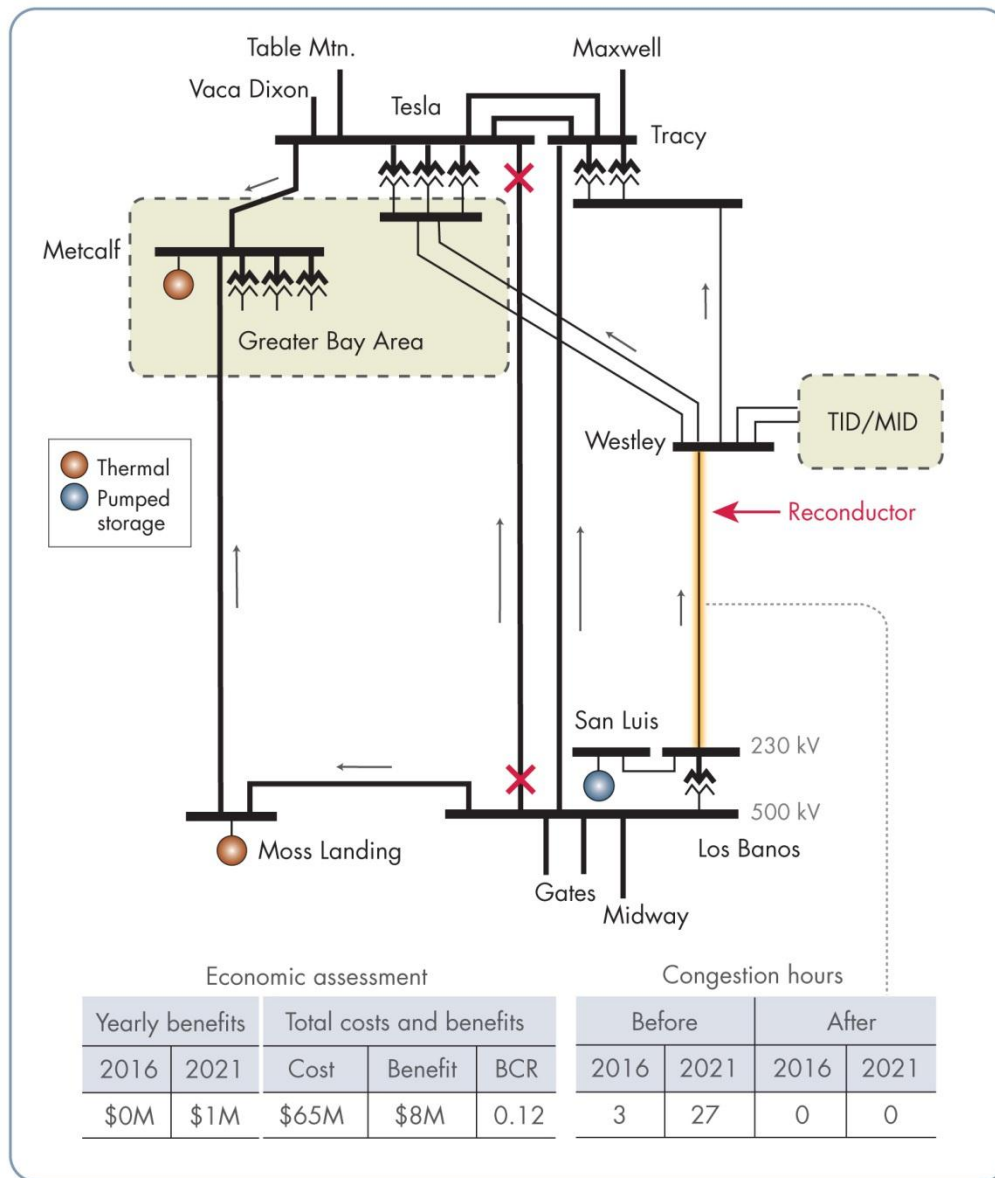 Table Mtn.
Maxwell
Vaca Dixon
Tesla
Tracy
Metcalf
Greater Bay Area
TID/MID
Westley
Thermal
Pumped
storage
Reconductor
San Luis
230 kV
500 kV
Moss Landing
Los Banos
Gates
Midway
Economic assessment
Congestion hours
Yearly benefits Total costs and benefits Before After
2016 2021 Cost Benefit BCR 2016 2021 2016 2021
$0M $1M $65M $8M 0.12 3 27 0 0